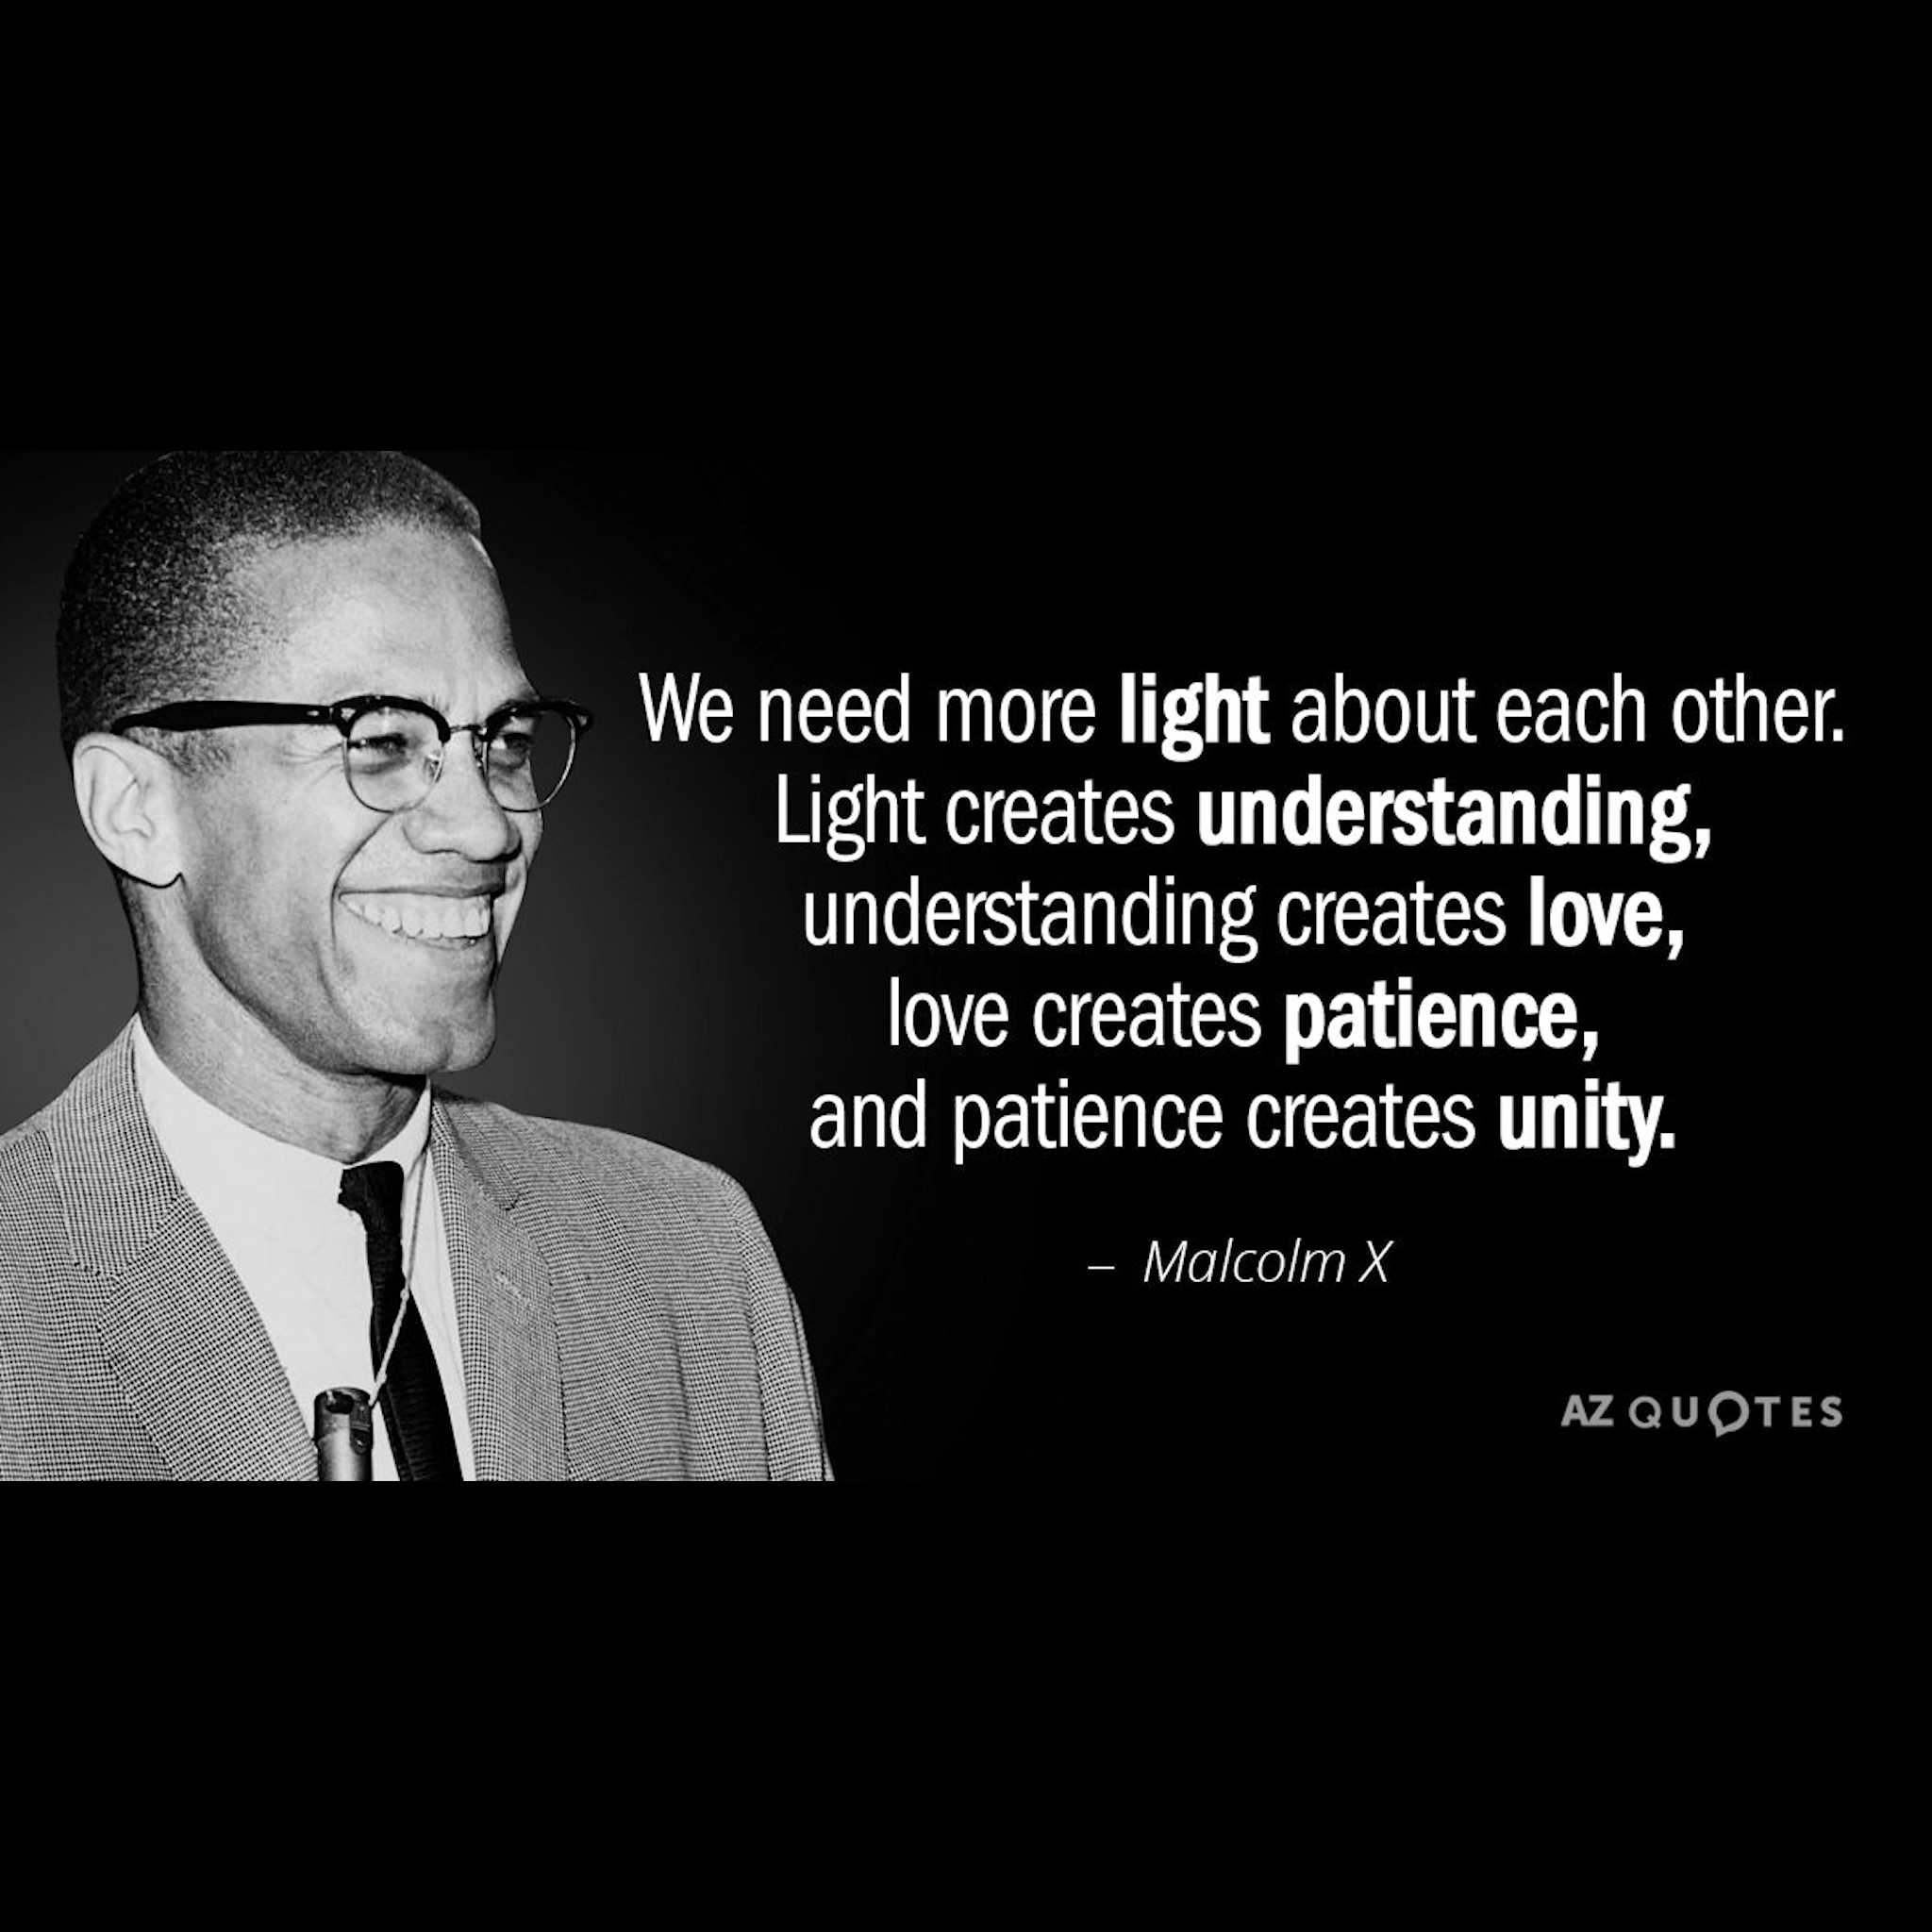 We need more light about each other.
Light creates understanding,
understanding creates love,
love creates patience,
and patience creates unity.
– Malcolm X
AZ QUOTES